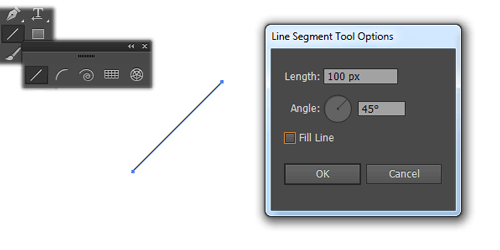 Line Segment Tool Options
Length: 100 px
Angle: 45°
Fill Line
OK Cancel